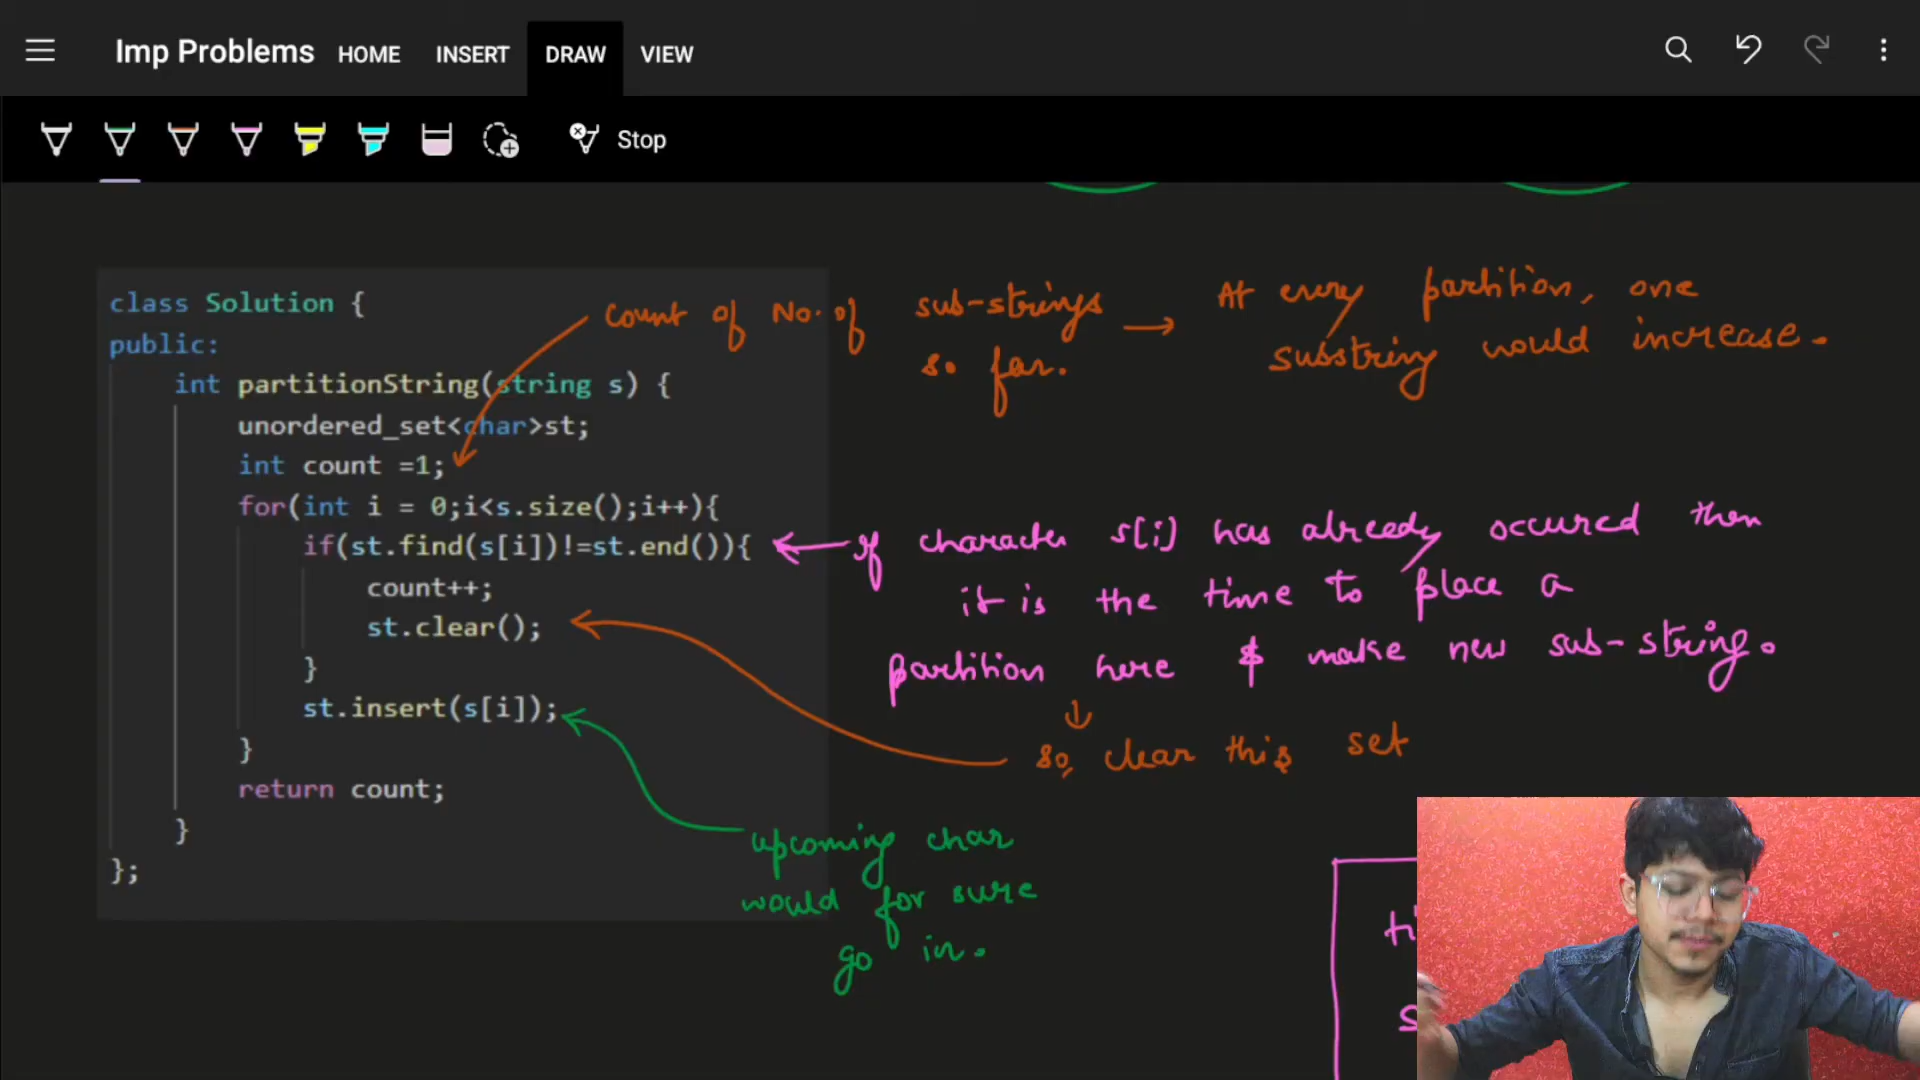 Imp Problems HOME INSERT DRAW VIEW
Stop
class Solution {
public:
int partitionString(string s) {
unordered_set<char>st;
int count =1;
for(int i = 0;i<s.size();i++){
if(st.find(s[i])!=st.end()){
count++;
st.clear();
}
st.insert(s[i]);
}
return count;
}
};
Count of No. of sub-strings
so far.
At every partition, one
substring would increase.
If character s[i] has already occured then
it is the time to place a
partition here & make new sub-string.
so, clear this set
upcoming char
would for sure
go in.